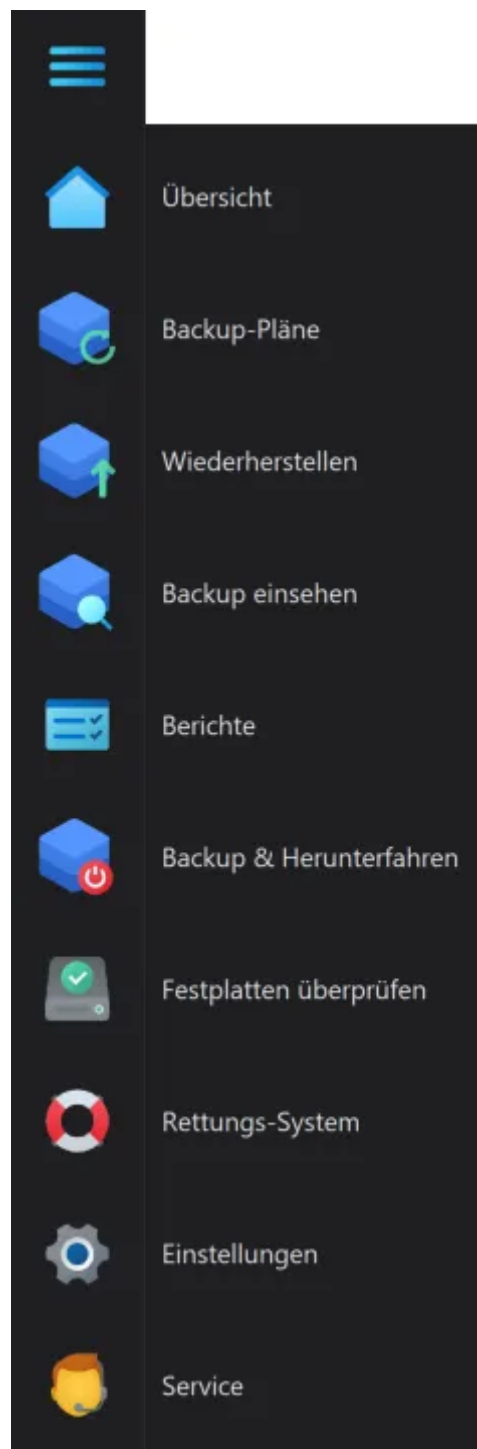 Übersicht
Backup-Pläne
Wiederherstellen
Backup einsehen
Berichte
Backup & Herunterfahren
Festplatten überprüfen
Rettungs-System
Einstellungen
Service